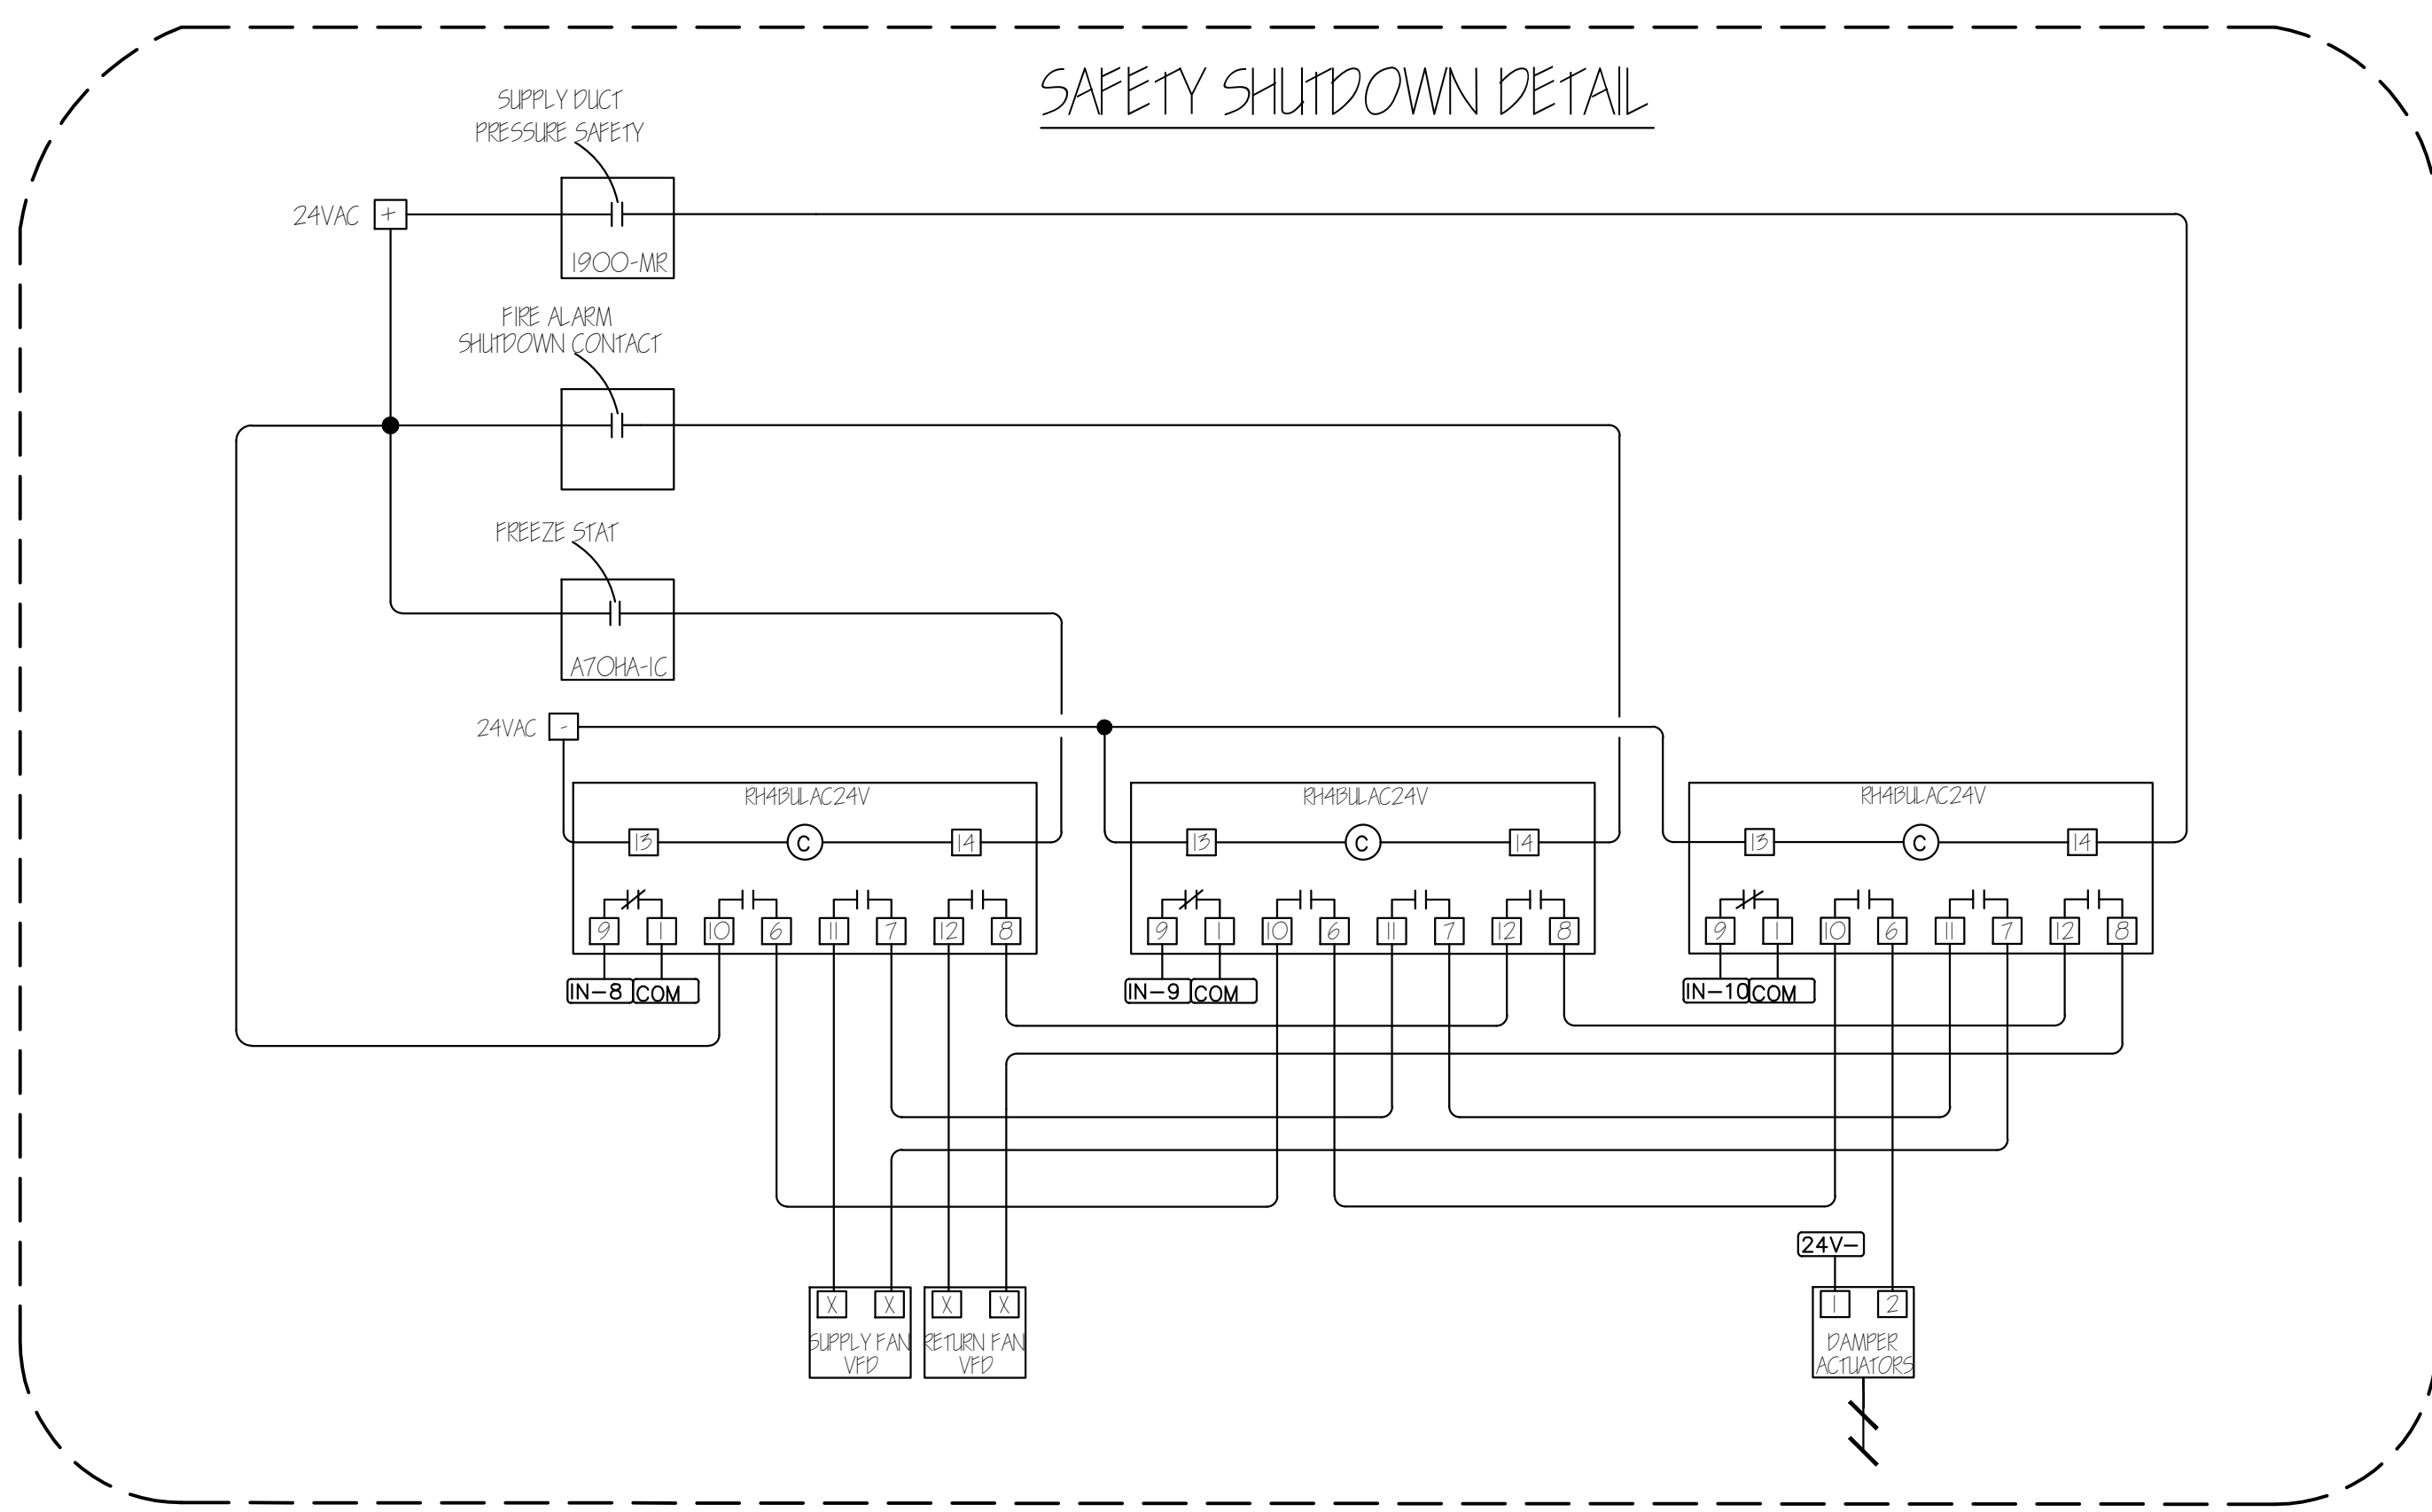 SAFETY SHUTDOWN DETAIL
SUPPLY DUCT
PRESSURE SAFETY
24VAC +
1900-MR
FIRE ALARM
SHUTDOWN CONTACT
FREEZE STAT
A70HA-1C
24VAC -
RH4BULAC24V
13 C 14
9 1 10 6 11 7 12 8
IN-8 COM
RH4BULAC24V
13 C 14
9 1 10 6 11 7 12 8
IN-9 COM
RH4BULAC24V
13 C 14
9 1 10 6 11 7 12 8
IN-10 COM
X X
SUPPLY FAN
VFD
X X
RETURN FAN
VFD
24V-
1 2
DAMPER
ACTUATORS